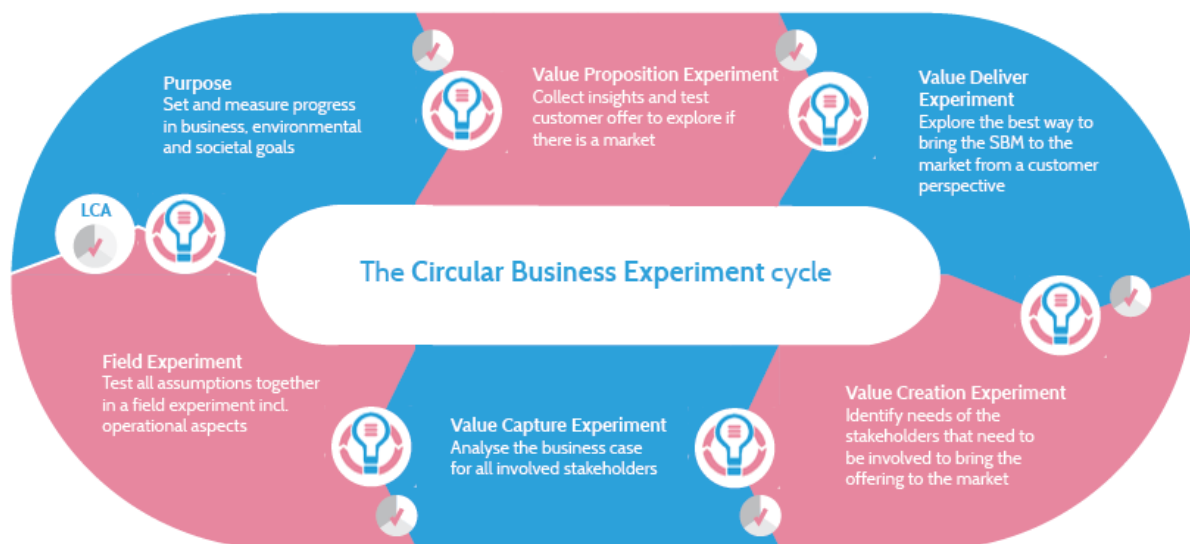 Purpose
Set and measure progress
in business, environmental
and societal goals
Value Proposition Experiment
Collect insights and test
customer offer to explore if
there is a market
Value Deliver
Experiment
Explore the best way to
bring the SBM to the
market from a customer
perspective
LCA
The Circular Business Experiment cycle
Field Experiment
Test all assumptions together
in a field experiment incl.
operational aspects
Value Capture Experiment
Analyse the business case
for all involved stakeholders
Value Creation Experiment
Identify needs of the
stakeholders that need to
be involved to bring the
offering to the market